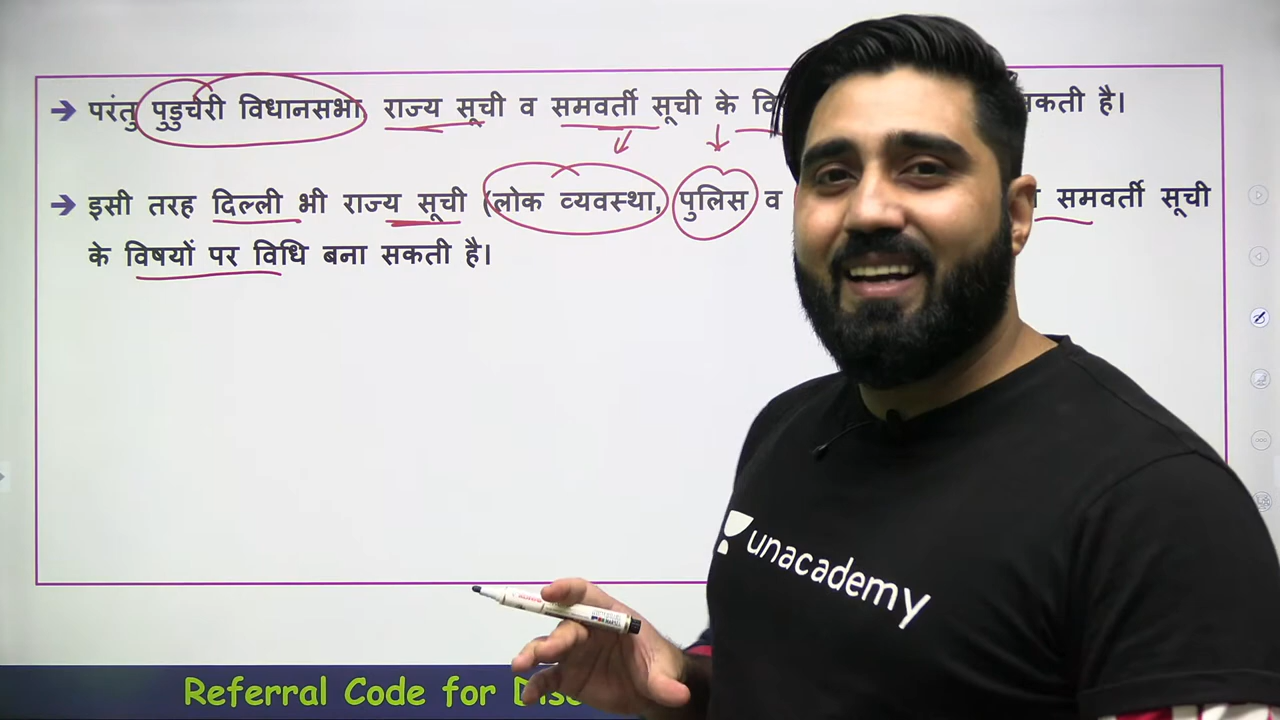 ➔ परंतु पुडुचेरी विधानसभा राज्य सूची व समवर्ती सूची के सकती है।
➔ इसी तरह दिल्ली भी राज्य सूची (लोक व्यवस्था, पुलिस व समवर्ती सूची
के विषयों पर विधि बना सकती है।
unacademy
Referral Code for